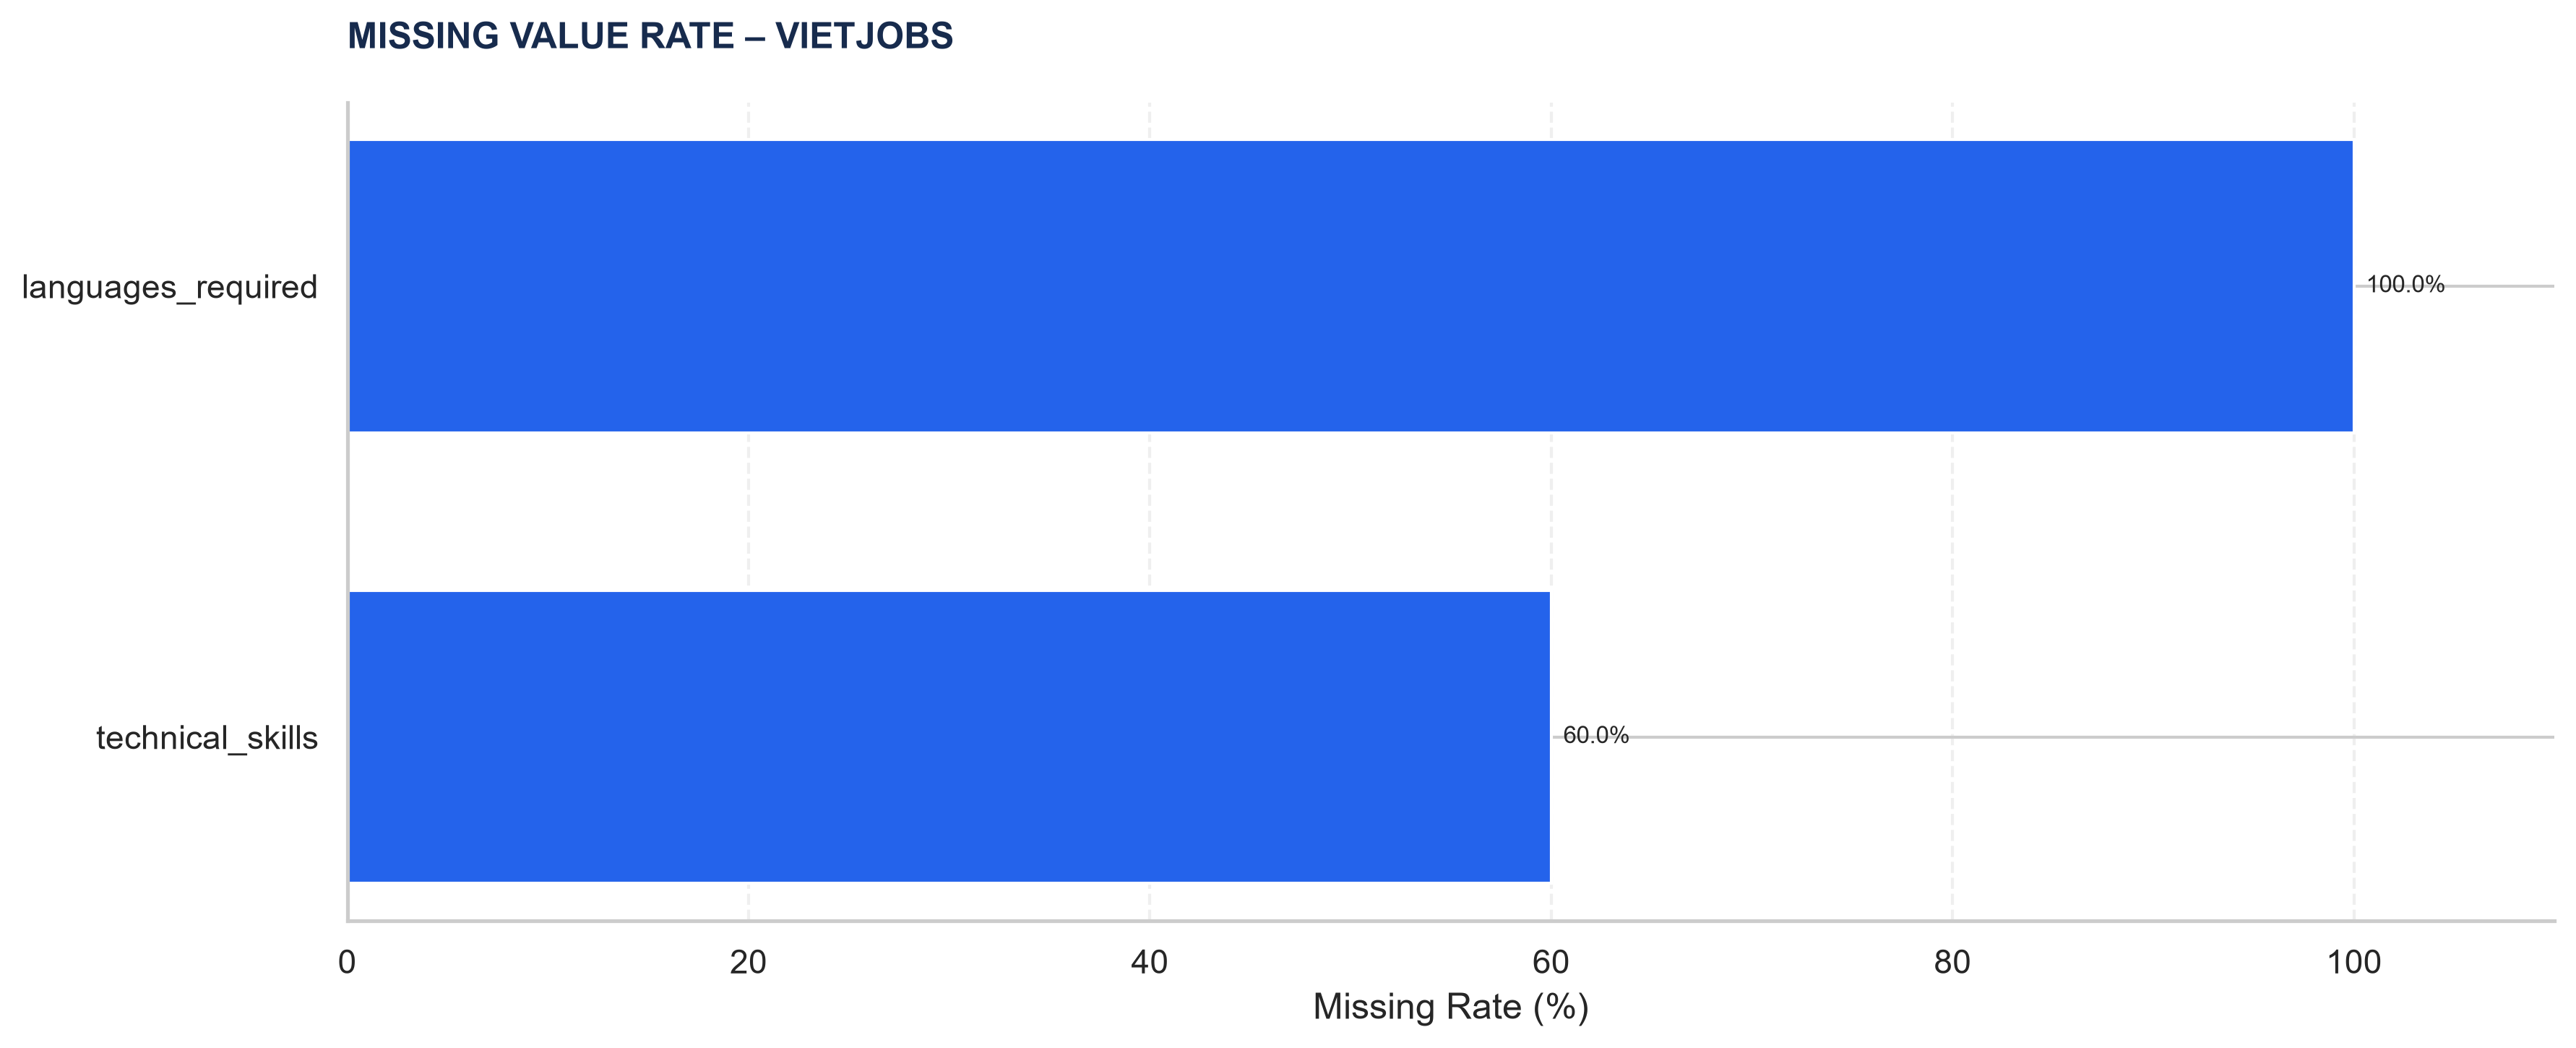 MISSING VALUE RATE – VIETJOBS
languages_required
100.0%
technical_skills
60.0%
0 20 40 60 80 100
Missing Rate (%)